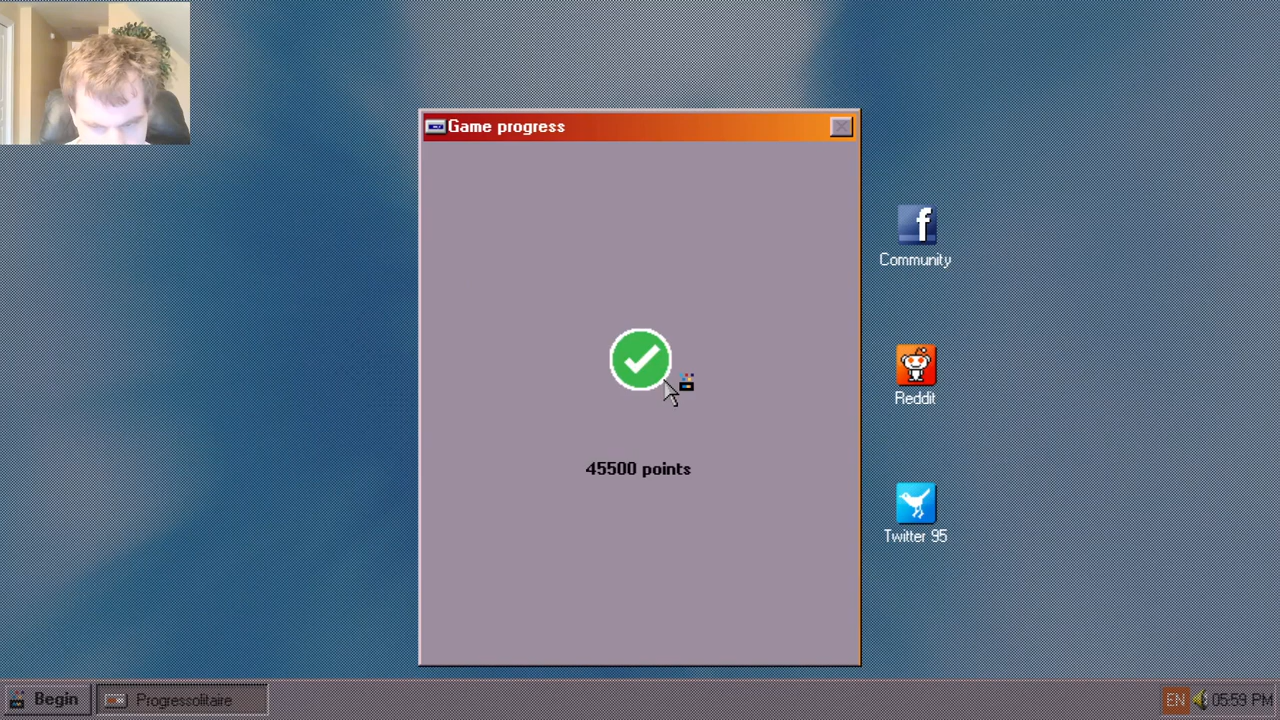 Game progress
Community
Reddit
45500 points
Twitter 95
Begin
Progressolitaire
EN
05:59 PM